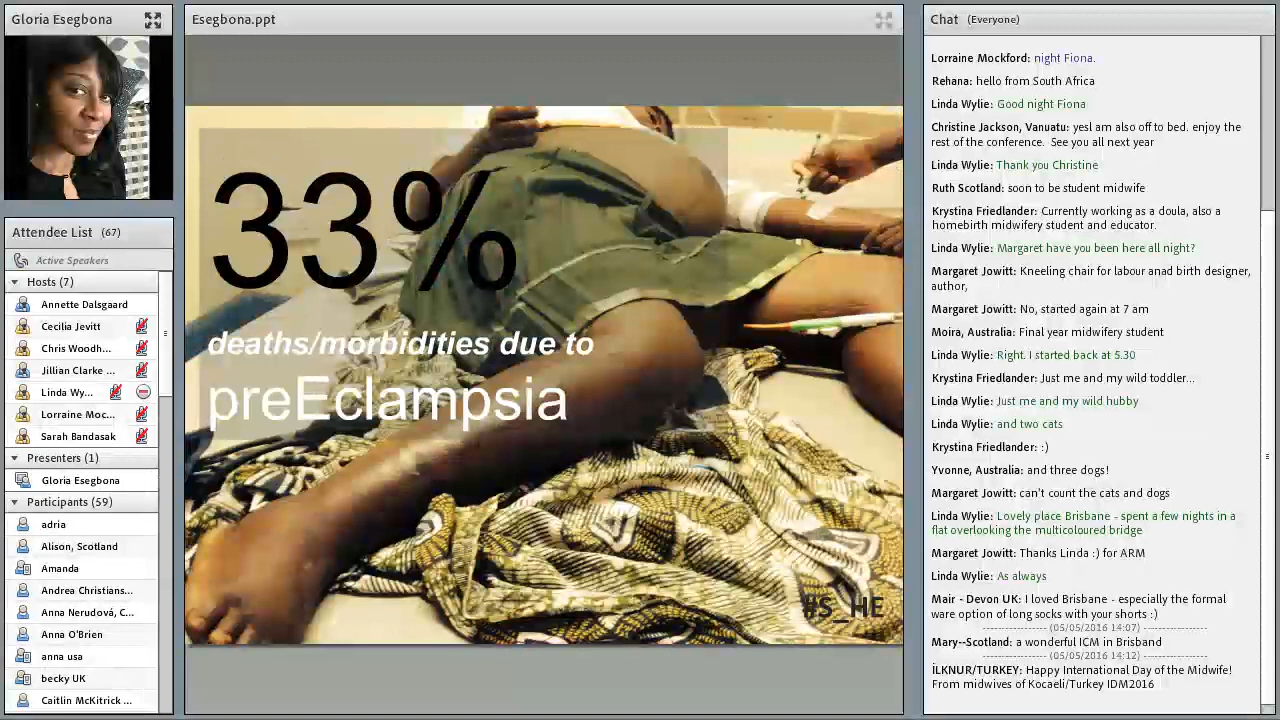 Gloria Esegbona
Attendee List (67)
Active Speakers
Hosts (7)
Annette Dalsgaard
Cecilia Jevitt
Chris Woodh...
Jillian Clarke ...
Linda Wy...
Lorraine Moc...
Sarah Bandasak
Presenters (1)
Gloria Esegbona
Participants (59)
adria
Alison, Scotland
Amanda
Andrea Christians...
Anna Nerudová, C...
Anna O'Brien
anna usa
becky UK
Caitlin McKitrick ...
Esegbona.ppt
33%
deaths/morbidities due to
preEclampsia
#S_HE
Chat (Everyone)
Lorraine Mockford: night Fiona.
Rehana: hello from South Africa
Linda Wylie: Good night Fiona
Christine Jackson, Vanuatu: yesI am also off to bed. enjoy the
rest of the conference. See you all next year
Linda Wylie: Thank you Christine
Ruth Scotland: soon to be student midwife
Krystina Friedlander: Currently working as a doula, also a
homebirth midwifery student and educator.
Linda Wylie: Margaret have you been here all night?
Margaret Jowitt: Kneeling chair for labour anad birth designer,
author,
Margaret Jowitt: No, started again at 7 am
Moira, Australia: Final year midwifery student
Linda Wylie: Right. I started back at 5.30
Krystina Friedlander: Just me and my wild toddler...
Linda Wylie: Just me and my wild hubby
Linda Wylie: and two cats
Krystina Friedlander: :)
Yvonne, Australia: and three dogs!
Margaret Jowitt: can't count the cats and dogs
Linda Wylie: Lovely place Brisbane - spent a few nights in a
flat overlooking the multicoloured bridge
Margaret Jowitt: Thanks Linda :) for ARM
Linda Wylie: As always
Mair - Devon UK: I loved Brisbane - especially the formal
ware option of long socks with your shorts :)
------------------ (05/05/2016 14:07) ------------------
Mary--Scotland: a wonderful ICM in Brisband
------------------ (05/05/2016 14:12) ------------------
İLKNUR/TURKEY: Happy International Day of the Midwife!
From midwives of Kocaeli/Turkey IDM2016